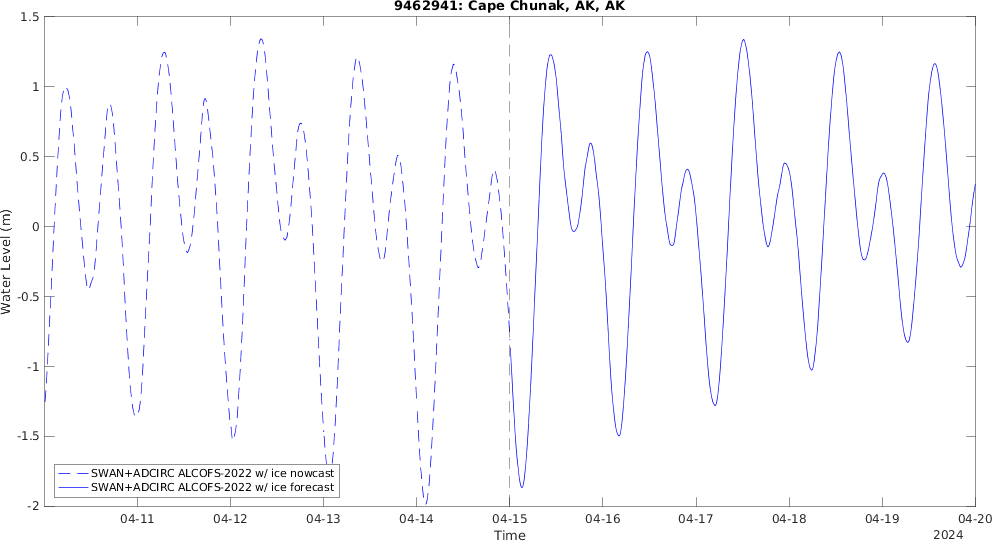 9462941: Cape Chunak, AK, AK
Water Level (m)
1.5
1
0.5
0
-0.5
-1
-1.5
-2
SWAN+ADCIRC ALCOFS-2022 w/ ice nowcast
SWAN+ADCIRC ALCOFS-2022 w/ ice forecast
04-11 04-12 04-13 04-14 04-15 04-16 04-17 04-18 04-19 04-20
Time
2024